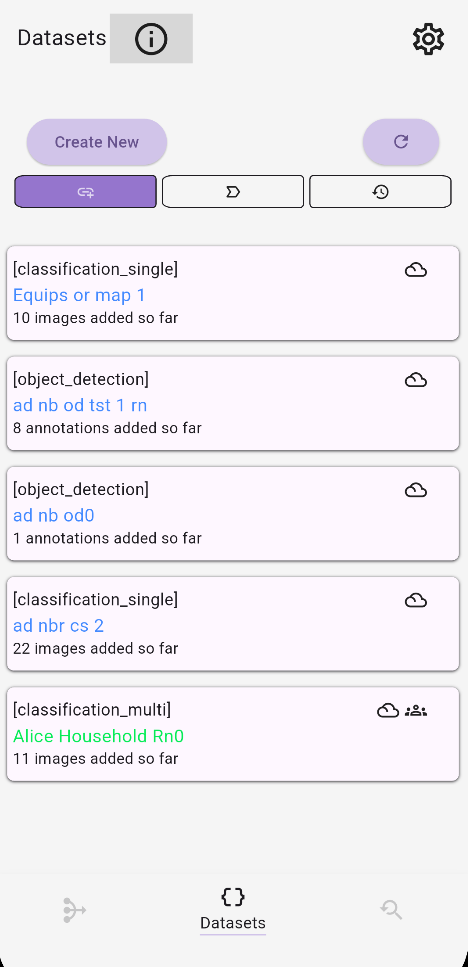 Datasets
Create New
[classification_single]
Equips or map 1
10 images added so far
[object_detection]
ad nb od tst 1 rn
8 annotations added so far
[object_detection]
ad nb od0
1 annotations added so far
[classification_single]
ad nbr cs 2
22 images added so far
[classification_multi]
Alice Household Rn0
11 images added so far
Datasets